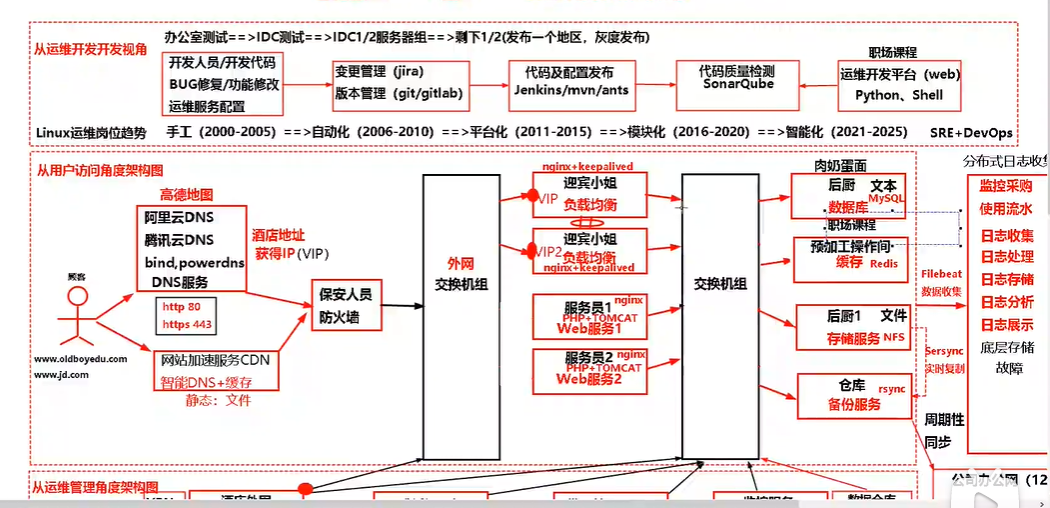 从运维开发开发视角
办公室测试==>IDC测试==>IDC1/2服务器组==>剩下1/2(发布一个地区，灰度发布)
开发人员/开发代码
BUG修复/功能修改
运维服务配置
变更管理（jira）
版本管理（git/gitlab）
代码及配置发布
Jenkins/mvn/ants
代码质量检测
SonarQube
职场课程
运维开发平台（web）
Python、Shell
Linux运维岗位趋势
手工（2000-2005）==>自动化（2006-2010）==>平台化（2011-2015）==>模块化（2016-2020）==>智能化（2021-2025）
SRE+DevOps
从用户访问角度架构图
高德地图
阿里云DNS
腾讯云DNS
bind,powerdns
DNS服务
酒店地址
获得IP(VIP)
顾客
http 80
https 443
www.oldboyedu.com
www.jd.com
网站加速服务CDN
智能DNS+缓存
静态：文件
保安人员
防火墙
外网
交换机组
nginx+keepalived
迎宾小姐
VIP
负载均衡
迎宾小姐
VIP2
负载均衡
nginx+keepalived
服务员1
nginx
PHP+TOMCAT
Web服务1
服务员2
nginx
PHP+TOMCAT
Web服务2
交换机组
肉奶蛋面
后厨
文本
MySQL
数据库
职场课程
预加工操作间
缓存
Redis
后厨1
文件
存储服务
NFS
仓库
rsync
备份服务
Sersync
实时复制
周期性
同步
Filebeat
数据收集
分布式日志收
监控采购
使用流水
日志收集
日志处理
日志存储
日志分析
日志展示
底层存储
故障
从运维管理角度架构图
公司办公网（12